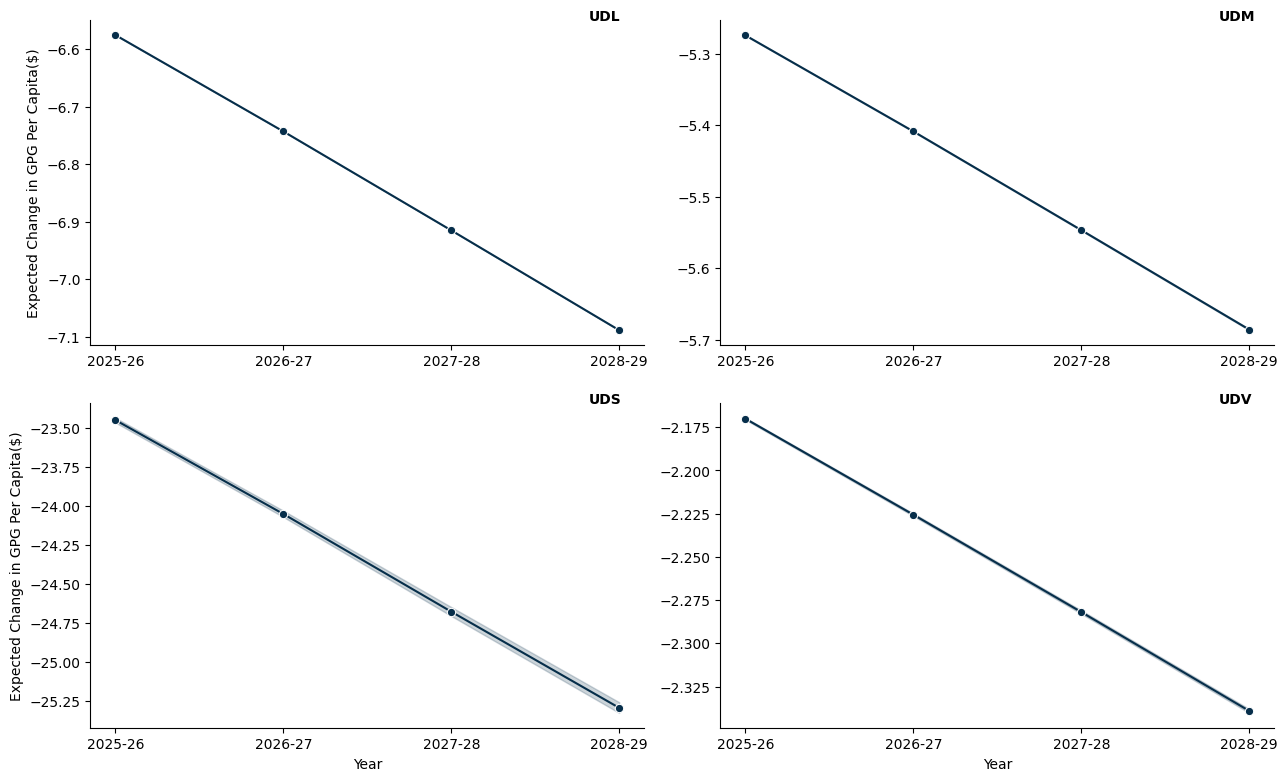 UDL
Expected Change in GPG Per Capita($)
−6.6
−6.7
−6.8
−6.9
−7.0
−7.1
2025-26 2026-27 2027-28 2028-29
UDM
−5.3
−5.4
−5.5
−5.6
−5.7
2025-26 2026-27 2027-28 2028-29
UDS
Expected Change in GPG Per Capita($)
−23.50
−23.75
−24.00
−24.25
−24.50
−24.75
−25.00
−25.25
2025-26 2026-27 2027-28 2028-29
Year
UDV
−2.175
−2.200
−2.225
−2.250
−2.275
−2.300
−2.325
2025-26 2026-27 2027-28 2028-29
Year